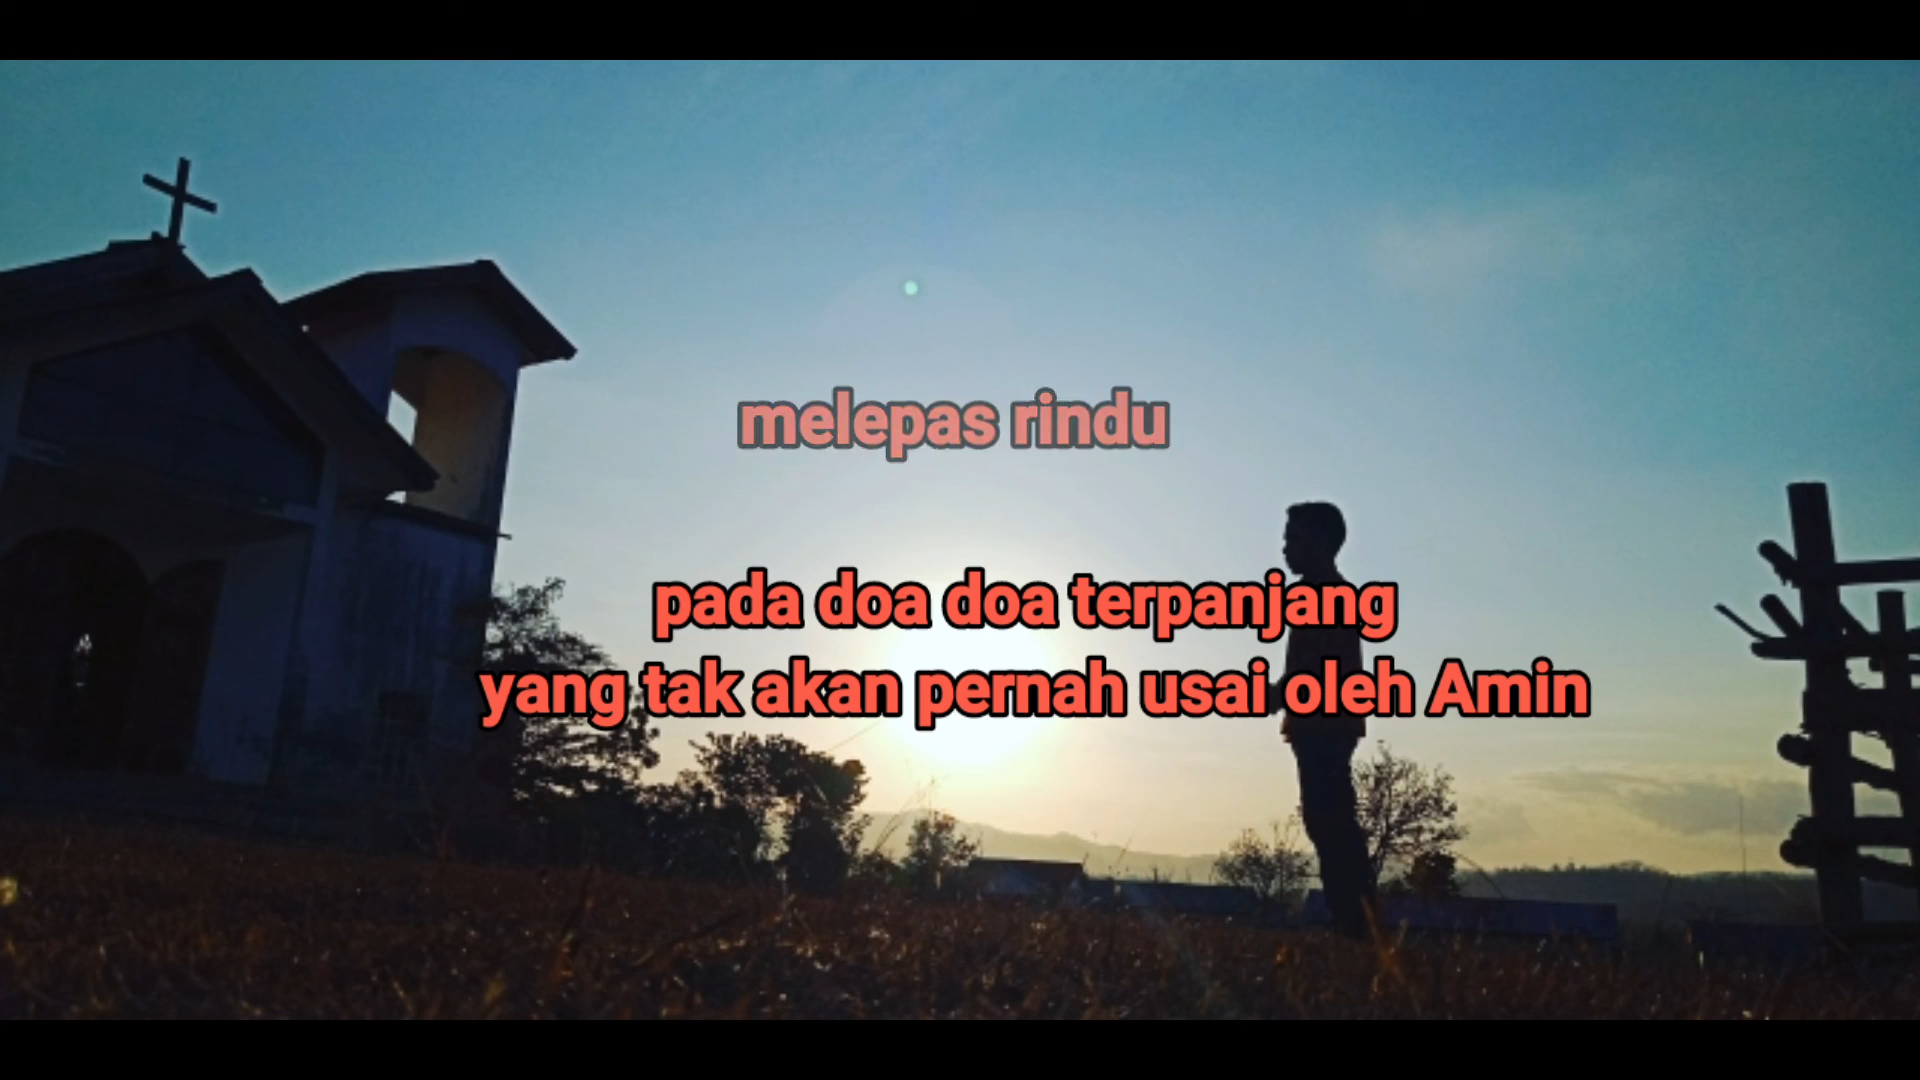 melepas rindu
pada doa doa terpanjang
yang tak akan pernah usai oleh Amin